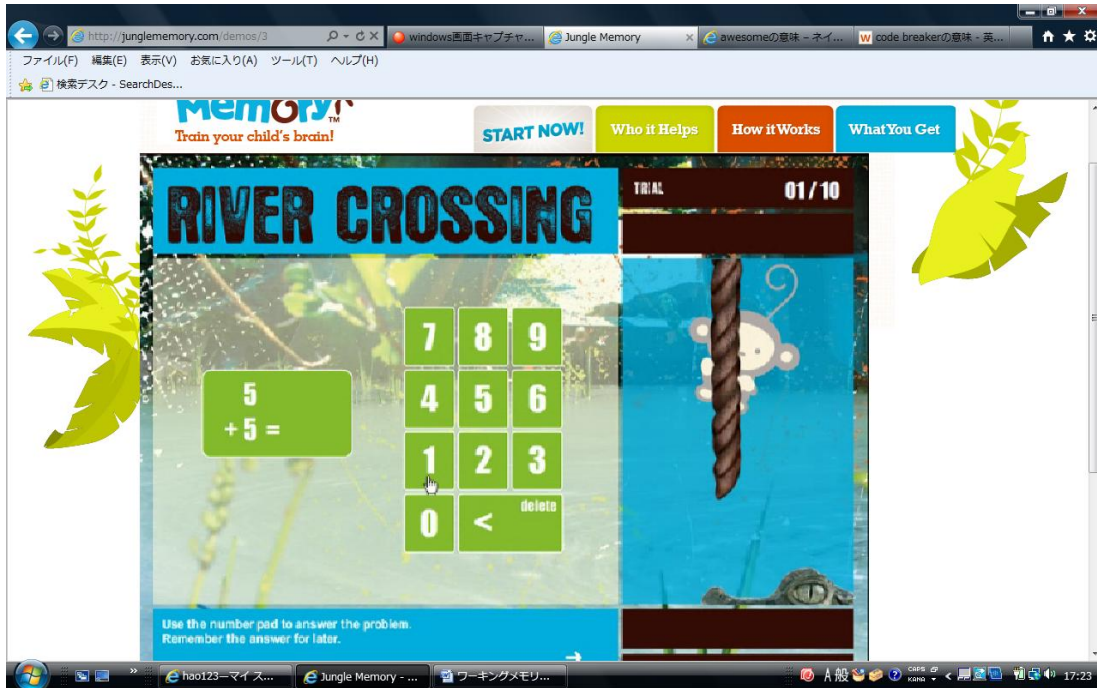 http://junglememory.com/demos/3
windows画面キャプチャ...
Jungle Memory
awesomeの意味 – ネイ...
code breakerの意味 - 英...
ファイル(F) 編集(E) 表示(V) お気に入り(A) ツール(T) ヘルプ(H)
検索デスク - SearchDes...
Memory
TM
Train your child's brain!
START NOW!
Who it Helps
How it Works
What You Get
RIVER CROSSING
TRIAL 01/10
7 8 9
4 5 6
1 2 3
0 < delete
5
+5 =
Use the number pad to answer the problem.
Remember the answer for later.
hao123—マイ ス...
Jungle Memory - ...
ワーキングメモリ...
A 般
CAPS
KANA
17:23